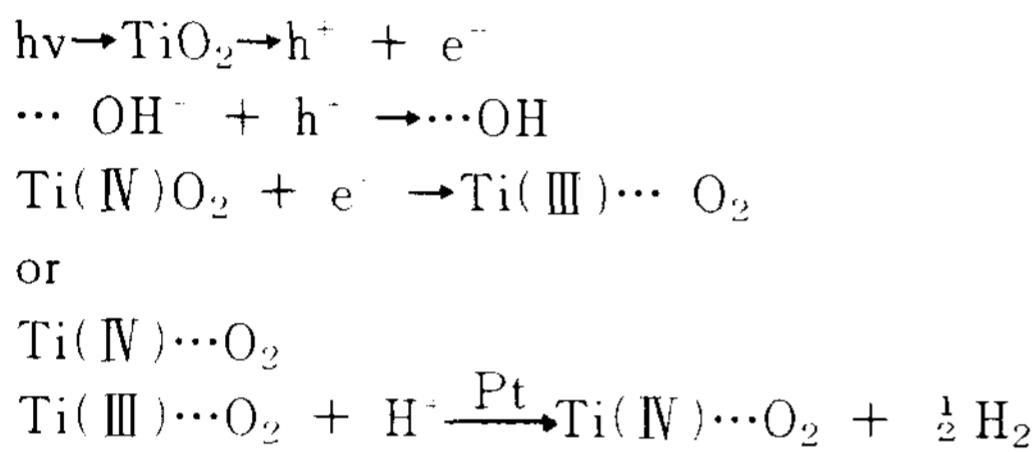 hv→TiO₂→h⁺ + e⁻
··· OH⁻ + h⁻ →···OH
Ti(Ⅳ)O₂ + e⁻ →Ti(Ⅲ)··· O₂
or
Ti(Ⅳ)···O₂
Ti(Ⅲ)···O₂ + H⁺ —Pt→Ti(Ⅳ)···O₂ + ½ H₂